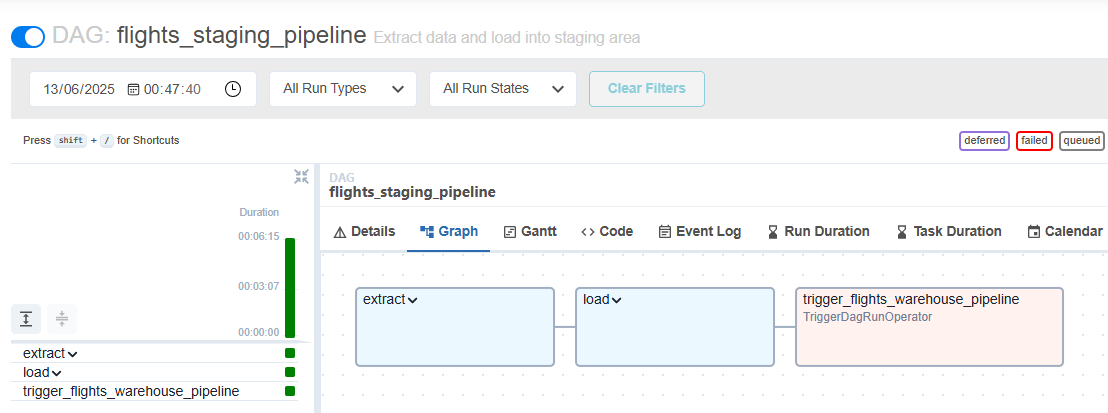 DAG: flights_staging_pipeline Extract data and load into staging area
13/06/2025 00:47:40 All Run Types All Run States Clear Filters
Press shift + / for Shortcuts deferred failed queued
DAG
flights_staging_pipeline
Duration
00:06:15
00:03:07
00:00:00
Details Graph Gantt Code Event Log Run Duration Task Duration Calendar
extract load trigger_flights_warehouse_pipeline
TriggerDagRunOperator
extract
load
trigger_flights_warehouse_pipeline